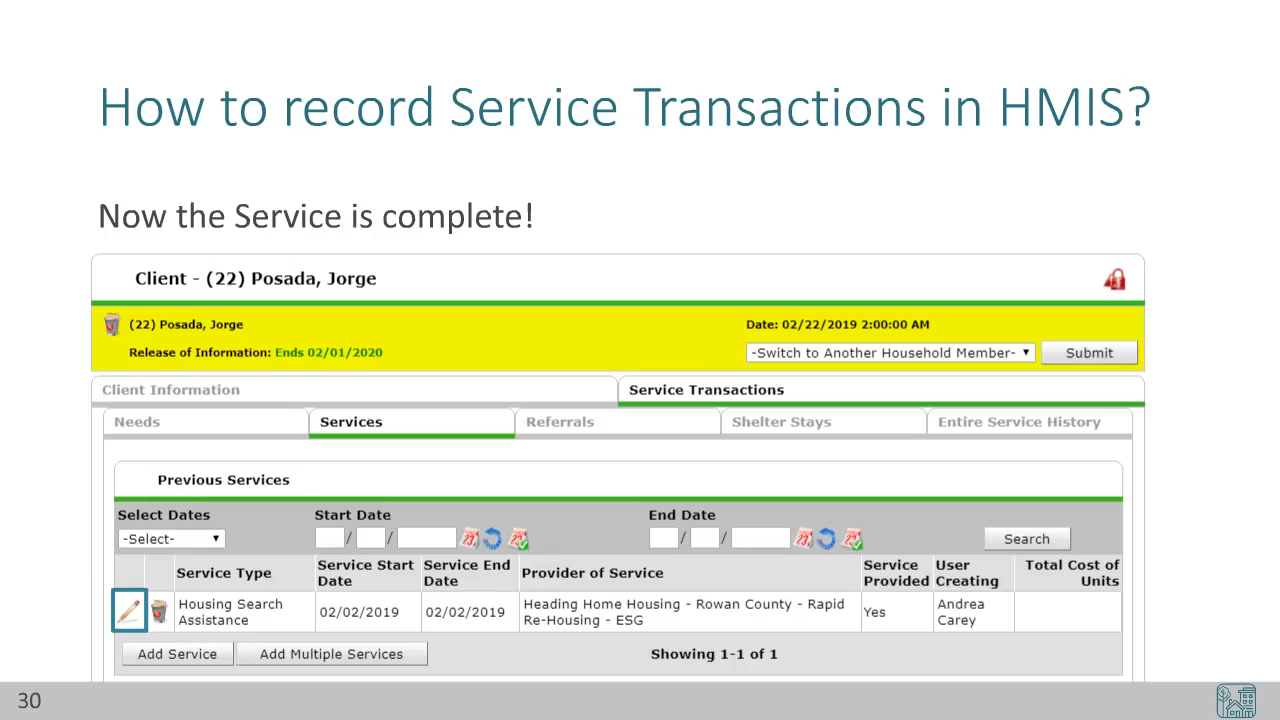 How to record Service Transactions in HMIS?
Now the Service is complete!
Client - (22) Posada, Jorge
(22) Posada, Jorge
Date: 02/22/2019 2:00:00 AM
Release of Information: Ends 02/01/2020
-Switch to Another Household Member-
Submit
Client Information
Service Transactions
Needs
Services
Referrals
Shelter Stays
Entire Service History
Previous Services
Select Dates
Start Date
End Date
-Select-
/ /
/ /
Search
Service Type
Service Start
Date
Service End
Date
Provider of Service
Service
Provided
User
Creating
Total Cost of
Units
Housing Search
Assistance
02/02/2019
02/02/2019
Heading Home Housing - Rowan County - Rapid
Re-Housing - ESG
Yes
Andrea
Carey
Add Service
Add Multiple Services
Showing 1-1 of 1
30